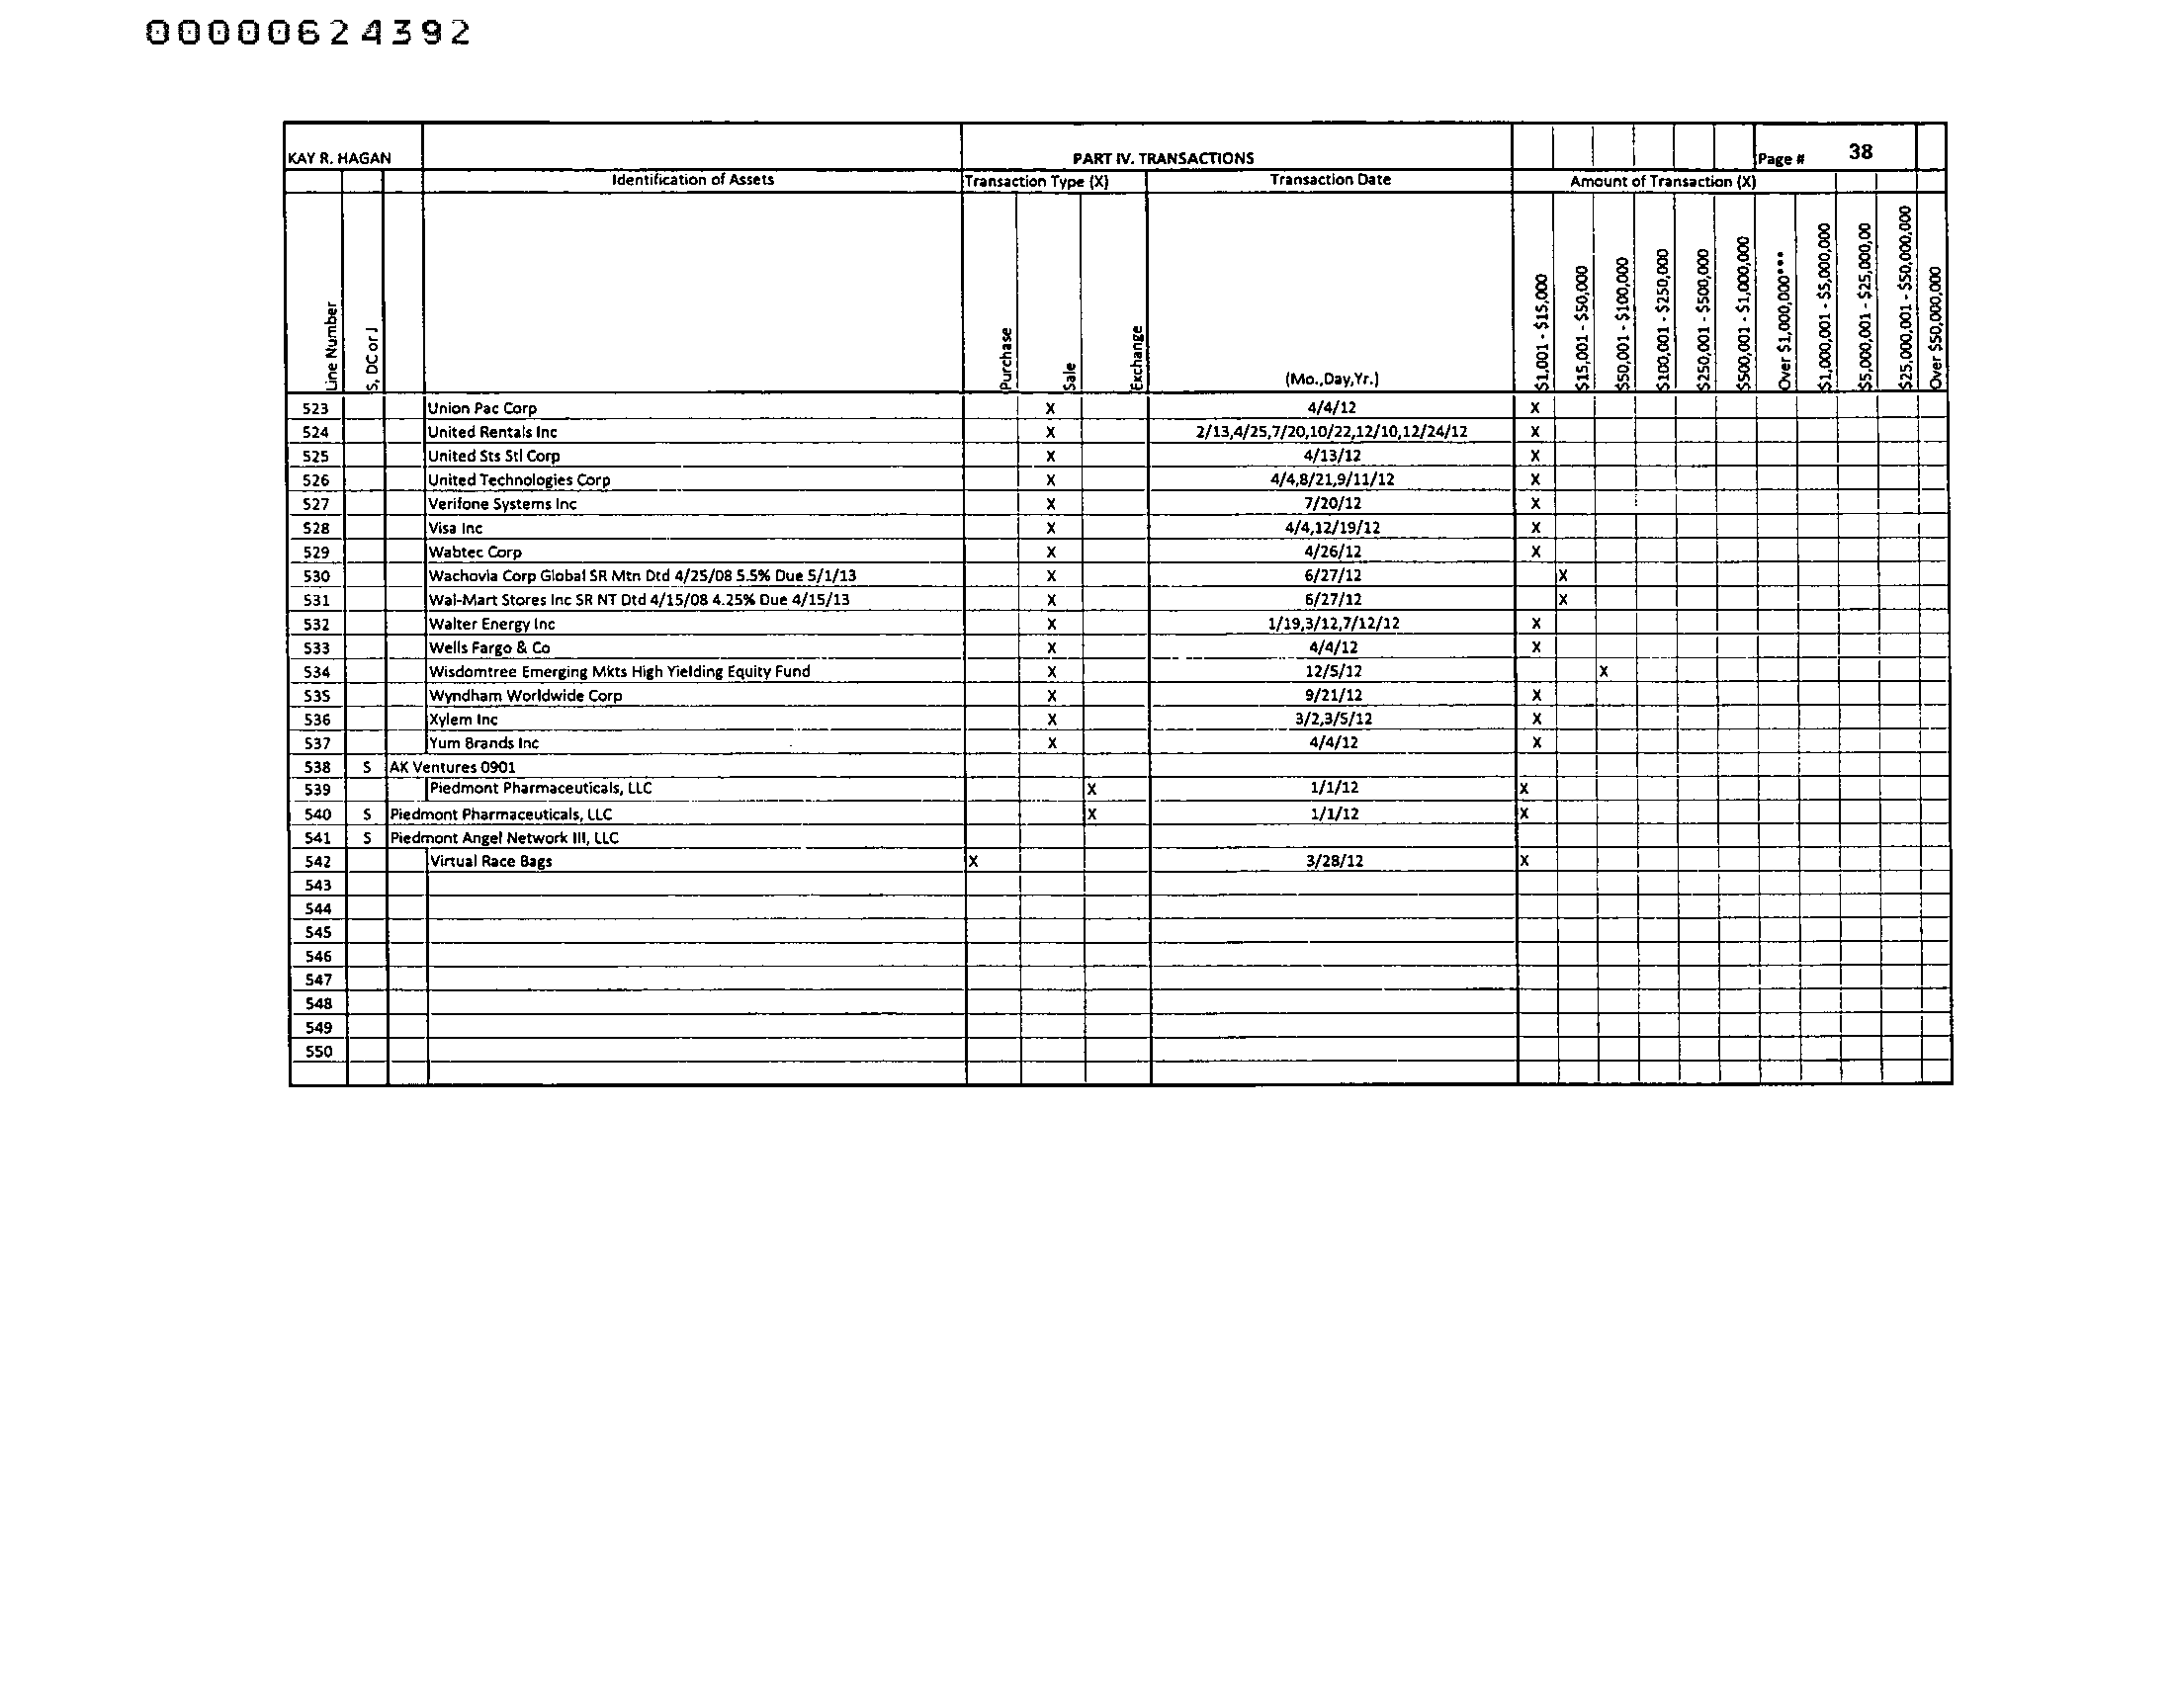 00000624392
KAY R. HAGAN PART IV. TRANSACTIONS Page # 38
Identification of Assets Transaction Type (X) Transaction Date Amount of Transaction (X)
Line Number S, DC or J Purchase Sale Exchange (Mo.,Day,Yr.) $1,001 - $15,000 $15,001 - $50,000 $50,001 - $100,000 $100,001 - $250,000 $250,001 - $500,000 $500,001 - $1,000,000 Over $1,000,000*** $1,000,001 - $5,000,000 $5,000,001 - $25,000,00 $25,000,001 - $50,000,000 Over $50,000,000
523 Union Pac Corp X 4/4/12 X
524 United Rentals Inc X 2/13,4/25,7/20,10/22,12/10,12/24/12 X
525 United Sts Stl Corp X 4/13/12 X
526 United Technologies Corp X 4/4,8/21,9/11/12 X
527 Verifone Systems Inc X 7/20/12 X
528 Visa Inc X 4/4,12/19/12 X
529 Wabtec Corp X 4/26/12 X
530 Wachovia Corp Global SR Mtn Dtd 4/25/08 5.5% Due 5/1/13 X 6/27/12 X
531 Wal-Mart Stores Inc SR NT Dtd 4/15/08 4.25% Due 4/15/13 X 6/27/12 X
532 Walter Energy Inc X 1/19,3/12,7/12/12 X
533 Wells Fargo & Co X 4/4/12 X
534 Wisdomtree Emerging Mkts High Yielding Equity Fund X 12/5/12 X
535 Wyndham Worldwide Corp X 9/21/12 X
536 Xylem Inc X 3/2,3/5/12 X
537 Yum Brands Inc X 4/4/12 X
538 S AK Ventures 0901
539 Piedmont Pharmaceuticals, LLC X 1/1/12 X
540 S Piedmont Pharmaceuticals, LLC X 1/1/12 X
541 S Piedmont Angel Network III, LLC
542 Virtual Race Bags X 3/28/12 X
543
544
545
546
547
548
549
550